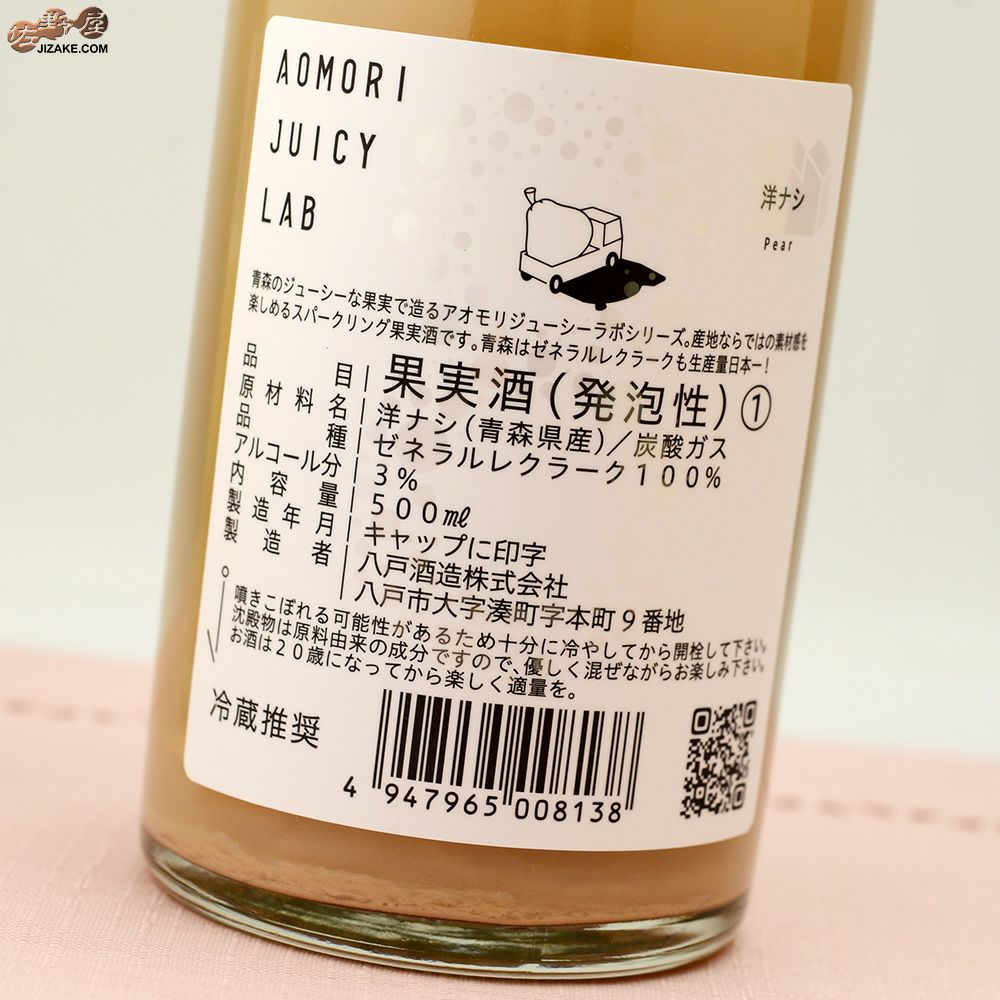 佐野屋
JIZAKE.COM
AOMORI
JUICY
LAB
洋ナシ
Pear
青森のジューシーな果実で造るアオモリジューシーラボシリーズ。産地ならではの素材感を
楽しめるスパークリング果実酒です。青森はゼネラルレクラークも生産量日本一!
品目 果実酒(発泡性)①
原材料名 洋ナシ(青森県産)/炭酸ガス
品種 ゼネラルレクラーク100%
アルコール分 3%
内容量 500㎖
製造年月 キャップに印字
製造者 八戸酒造株式会社
八戸市大字湊町字本町9番地
噴きこぼれる可能性があるため十分に冷やしてから開栓して下さい。
沈殿物は原料由来の成分ですので、優しく混ぜながらお楽しみ下さい。
お酒は20歳になってから楽しく適量を。
冷蔵推奨
4 947965 008138